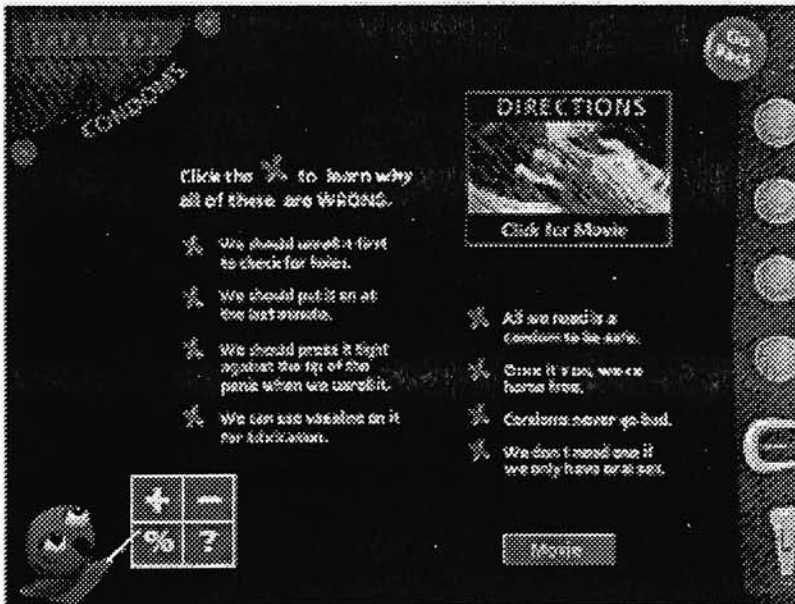 CONDOMS
Go
Back
DIRECTIONS
Click for Movie
Click the to learn why
all of these are WRONG.
We should unroll it first
to check for holes.
We should put it on at
the last minute.
We should press it tight
against the tip of the
penis when we unroll it.
We can use vaseline on it
for lubrication.
All we need is a
condom to be safe.
Once it's on, we're
home free.
Condoms never go bad.
We don't need one if
we only have oral sex.
+ −
% ?
Movie